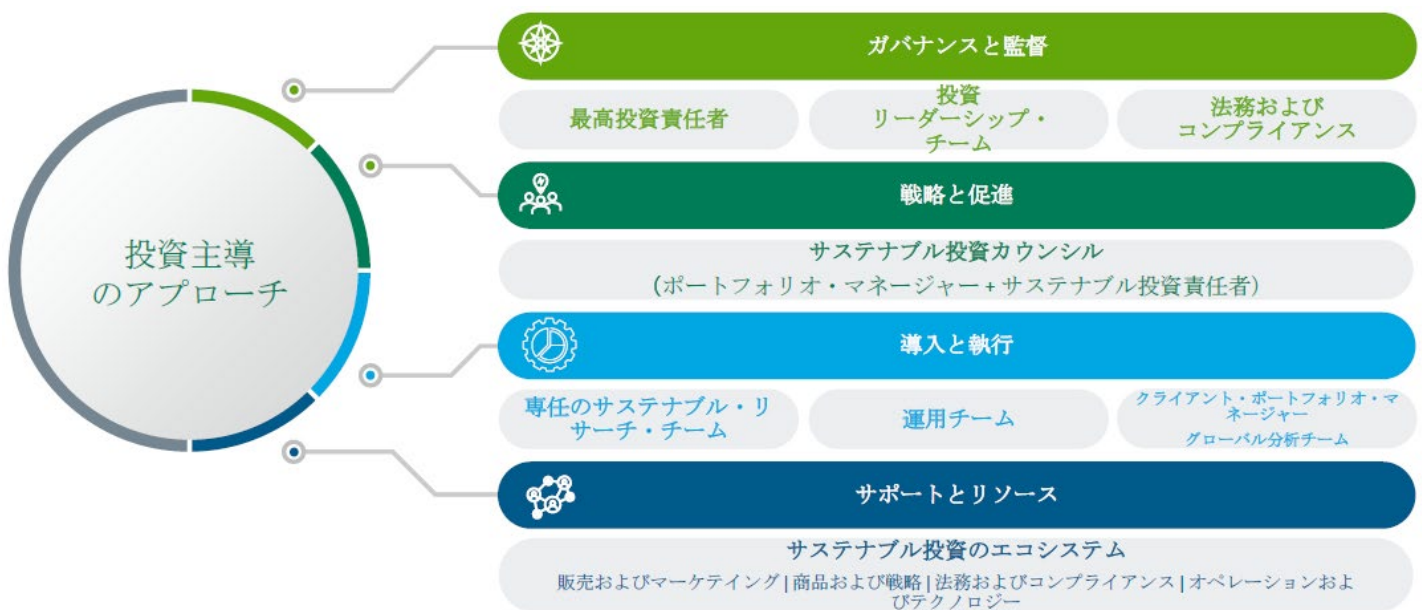 投資主導
のアプローチ
ガバナンスと監督
最高投資責任者
投資
リーダーシップ・
チーム
法務および
コンプライアンス
戦略と促進
サステナブル投資カウンシル
（ポートフォリオ・マネージャー + サステナブル投資責任者）
導入と執行
専任のサステナブル・リ
サーチ・チーム
運用チーム
クライアント・ポートフォリオ・マ
ネージャー
グローバル分析チーム
サポートとリソース
サステナブル投資のエコシステム
販売およびマーケテイング | 商品および戦略 | 法務およびコンプライアンス | オペレーションおよ
びテクノロジー